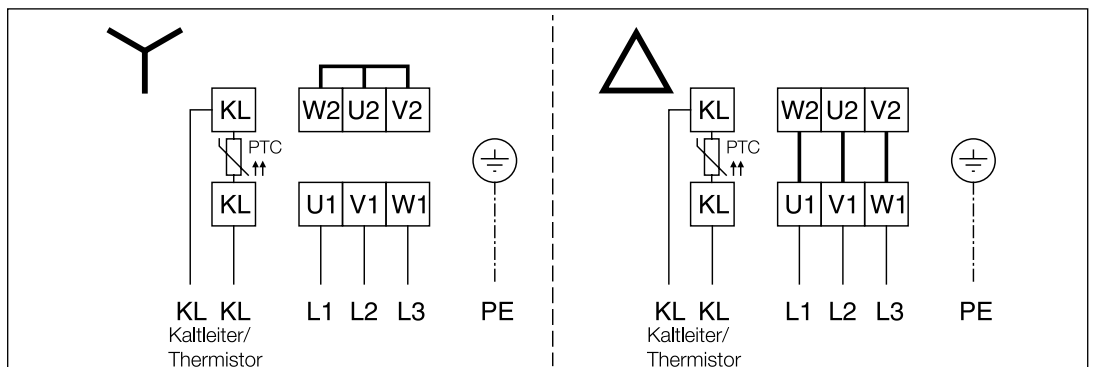 KL W2 U2 V2
PTC
KL U1 V1 W1
KL KL L1 L2 L3 PE
Kaltleiter/
Thermistor
KL W2 U2 V2
PTC
KL U1 V1 W1
KL KL L1 L2 L3 PE
Kaltleiter/
Thermistor